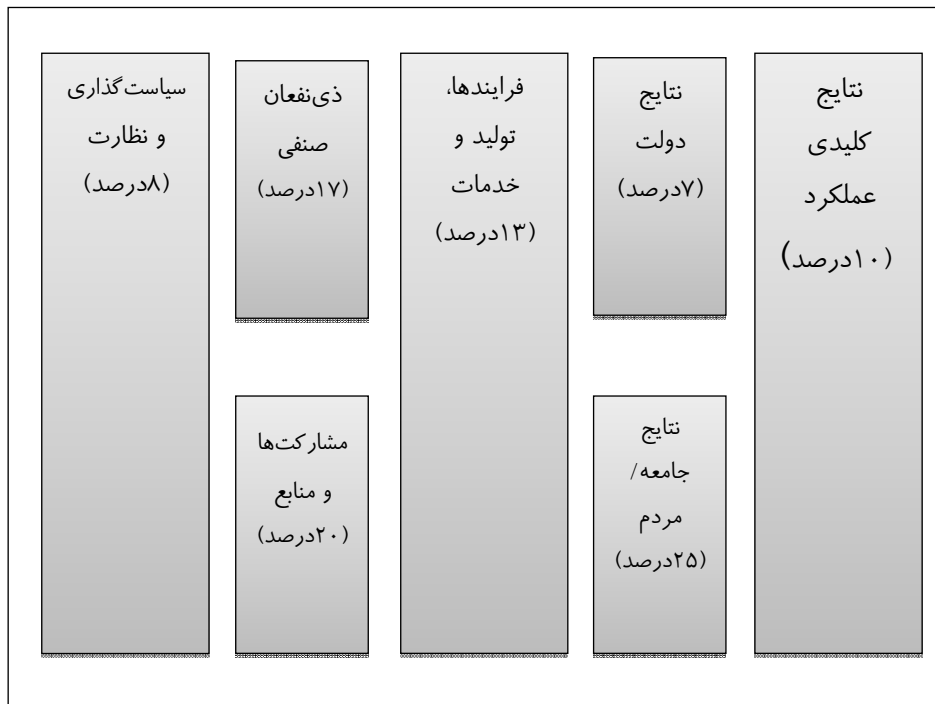 سیاست‌گذاری
و نظارت
(۸درصد)
ذی‌نفعان
صنفی
(۱۷درصد)
مشارکت‌ها
و منابع
(۲۰درصد)
فرایندها،
تولید و
خدمات
(۱۳درصد)
نتایج
دولت
(۷درصد)
نتایج
جامعه/
مردم
(۲۵درصد)
نتایج
کلیدی
عملکرد
(۱۰درصد)